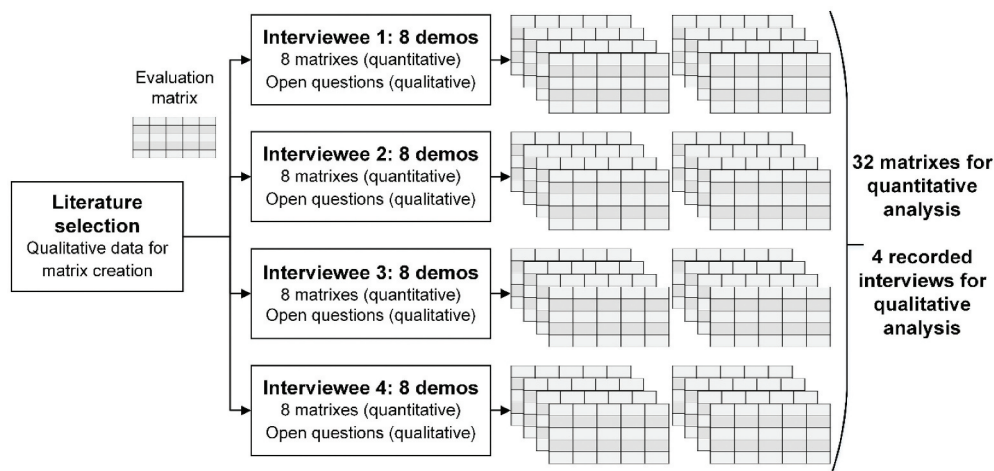 Evaluation
matrix
Literature
selection
Qualitative data for
matrix creation
Interviewee 1: 8 demos
8 matrixes (quantitative)
Open questions (qualitative)
Interviewee 2: 8 demos
8 matrixes (quantitative)
Open questions (qualitative)
Interviewee 3: 8 demos
8 matrixes (quantitative)
Open questions (qualitative)
Interviewee 4: 8 demos
8 matrixes (quantitative)
Open questions (qualitative)
32 matrixes for
quantitative
analysis
4 recorded
interviews for
qualitative
analysis